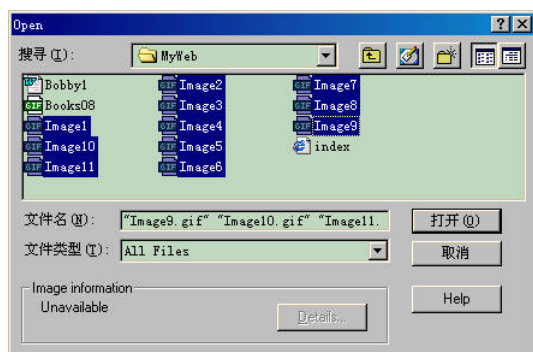 Open
搜寻(I): MyWeb
Bobby1 Image2 Image7
Books08 Image3 Image8
Image1 Image4 Image9
Image10 Image5 index
Image11 Image6
文件名(N): "Image9.gif" "Image10.gif" "Image11. 打开(O)
文件类型(T): All Files 取消
Image information
Unavailable
Details...
Help